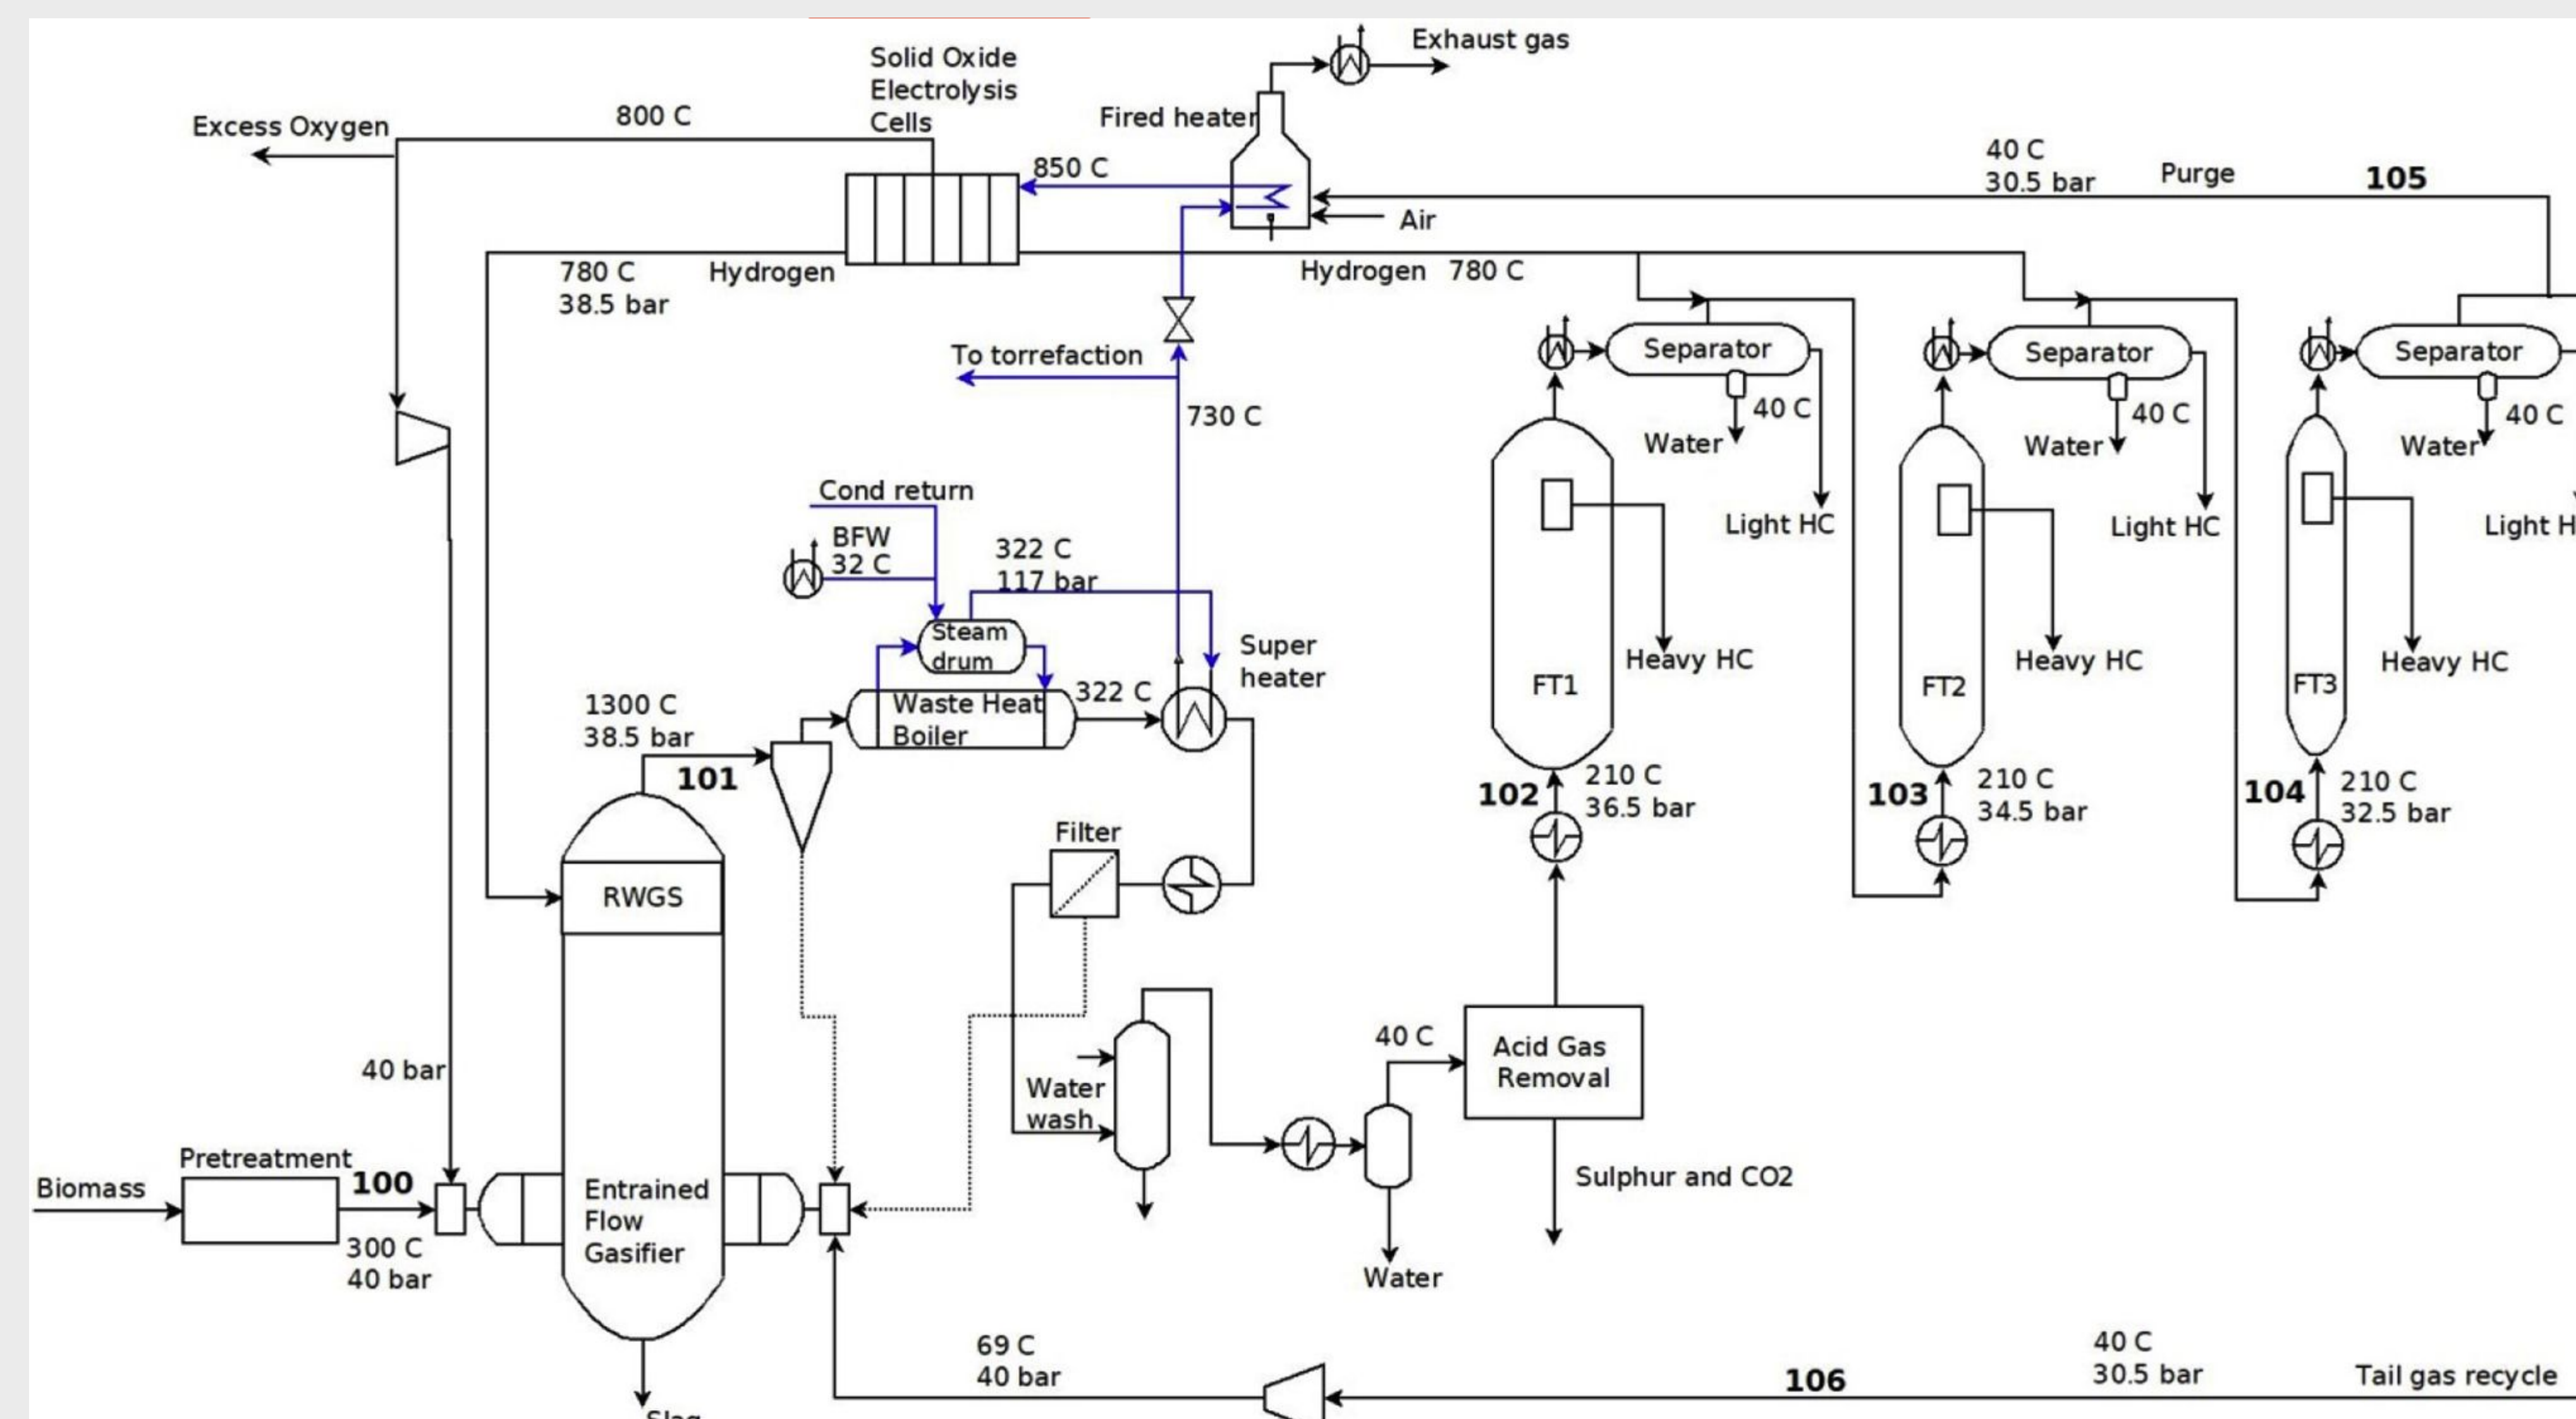 Exhaust gas
Solid Oxide
Electrolysis
Cells
Fired heater
Excess Oxygen
800 C
850 C
40 C
30.5 bar
Purge
105
Air
780 C
38.5 bar
Hydrogen
Hydrogen
780 C
To torrefaction
730 C
Separator
40 C
Water
Light HC
Separator
40 C
Water
Light HC
Separator
40 C
Water
Light H
Cond return
BFW
32 C
322 C
117 bar
Steam
drum
Super
heater
Waste Heat
Boiler
322 C
1300 C
38.5 bar
101
Heavy HC
Heavy HC
Heavy HC
FT1
FT2
FT3
102
210 C
36.5 bar
103
210 C
34.5 bar
104
210 C
32.5 bar
Filter
RWGS
40 bar
Water
wash
40 C
Acid Gas
Removal
Sulphur and CO2
Water
Biomass
Pretreatment
100
300 C
40 bar
Entrained
Flow
Gasifier
Slag
69 C
40 bar
106
40 C
30.5 bar
Tail gas recycle